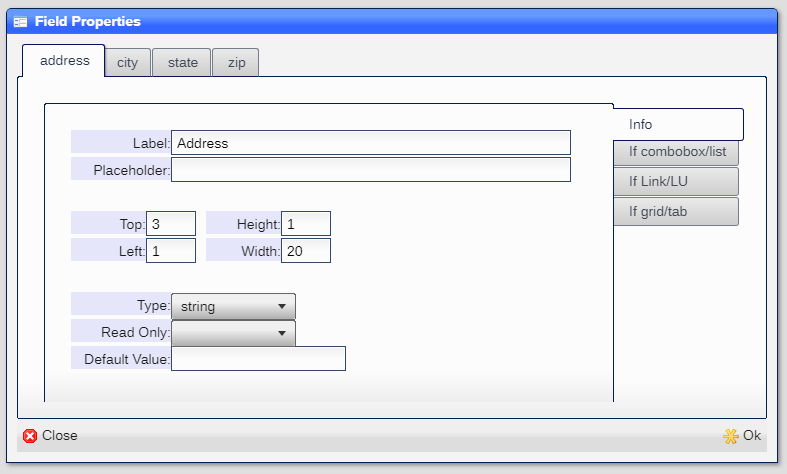 Field Properties
address city state zip
Info
If combobox/list
If Link/LU
If grid/tab
Label: Address
Placeholder:
Top: 3 Height: 1
Left: 1 Width: 20
Type: string
Read Only:
Default Value:
Close Ok